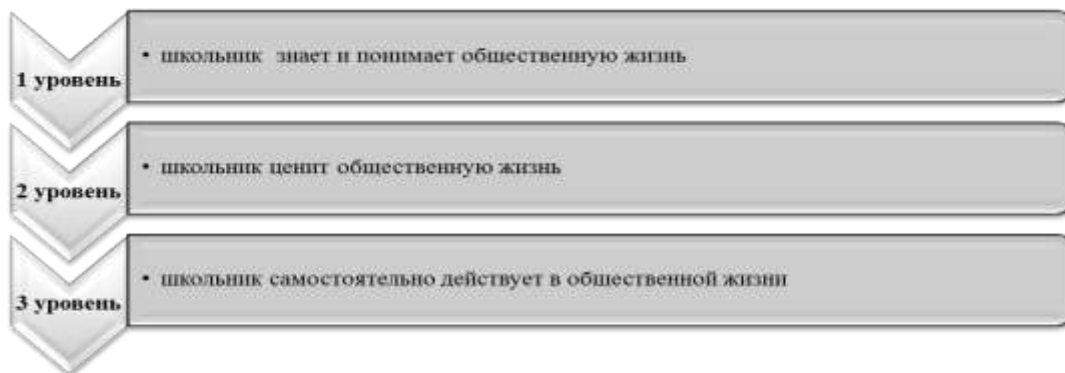 1 уровень
• школьник знает и понимает общественную жизнь
2 уровень
• школьник ценит общественную жизнь
3 уровень
• школьник самостоятельно действует в общественной жизни